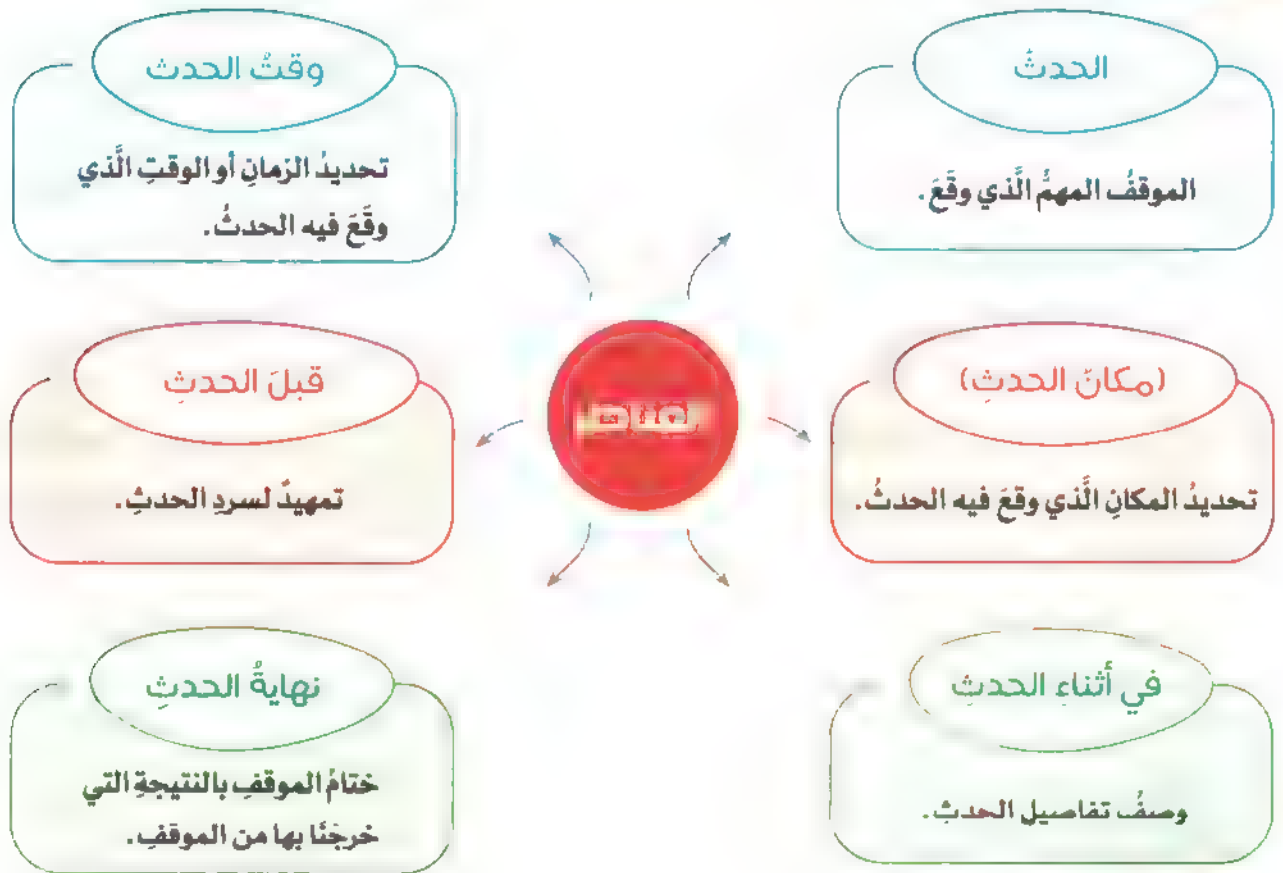 الحدثُ
الموقفُ المهمُّ الَّذي وقَعَ.
وقتُ الحدث
تحديدُ الزمانِ أو الوقتِ الَّذي
وقَعَ فيه الحدثُ.
(مكانُ الحدثِ)
تحديدُ المكانِ الَّذي وقعَ فيه الحدثُ.
قبلَ الحدثِ
تمهيدٌ لسردِ الحدثِ.
في أثناءِ الحدثِ
وصفُ تفاصيل الحدثِ.
نهايةُ الحدثِ
ختامُ الموقفِ بالنتيجةِ التي
خرجْنَا بها من الموقفِ.